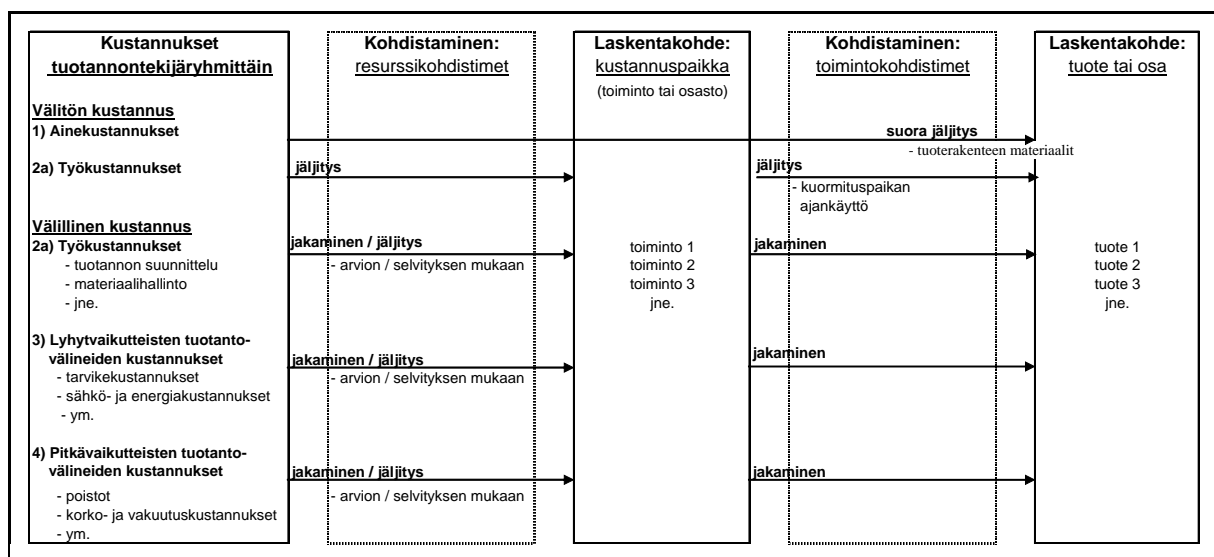 Kustannukset
tuotannontekijäryhmittäin
Kohdistaminen:
resurssikohdistimet
Laskentakohde:
kustannuspaikka
(toiminto tai osasto)
Kohdistaminen:
toimintokohdistimet
Laskentakohde:
tuote tai osa
Välitön kustannus
1) Ainekustannukset
suora jäljitys
- tuoterakenteen materiaalit
2a) Työkustannukset
jäljitys
jäljitys
- kuormituspaikan
ajankäyttö
Välillinen kustannus
2a) Työkustannukset
- tuotannon suunnittelu
- materiaalihallinto
- jne.
jakaminen / jäljitys
- arvion / selvityksen mukaan
toiminto 1
toiminto 2
toiminto 3
jne.
jakaminen
tuote 1
tuote 2
tuote 3
jne.
3) Lyhytvaikutteisten tuotanto-
välineiden kustannukset
- tarvikekustannukset
- sähkö- ja energiakustannukset
- ym.
jakaminen / jäljitys
- arvion / selvityksen mukaan
jakaminen
4) Pitkävaikutteisten tuotanto-
välineiden kustannukset
- poistot
- korko- ja vakuutuskustannukset
- ym.
jakaminen / jäljitys
- arvion / selvityksen mukaan
jakaminen